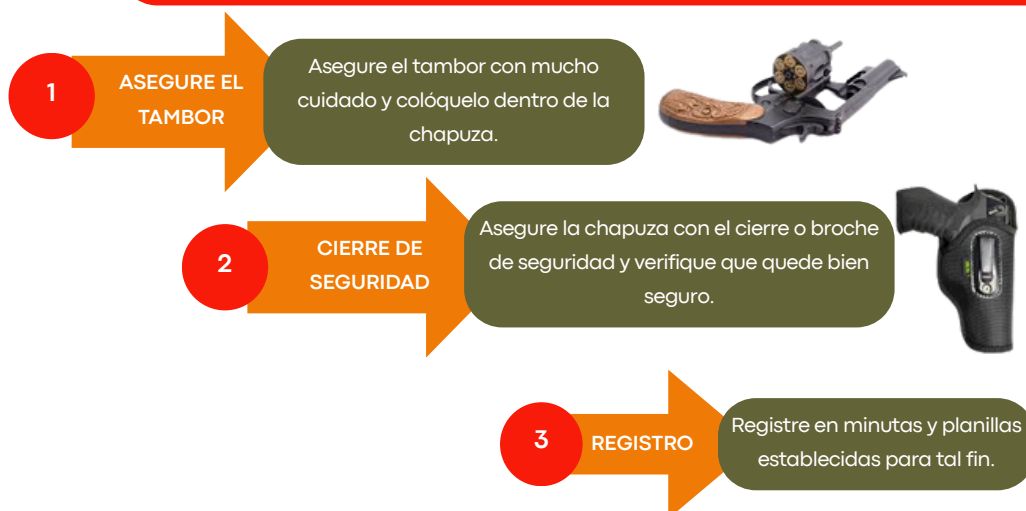 1
ASEGURE EL
TAMBOR
Asegure el tambor con mucho
cuidado y colóquelo dentro de la
chapuza.
2
CIERRE DE
SEGURIDAD
Asegure la chapuza con el cierre o broche
de seguridad y verifique que quede bien
seguro.
3
REGISTRO
Registre en minutas y planillas
establecidas para tal fin.